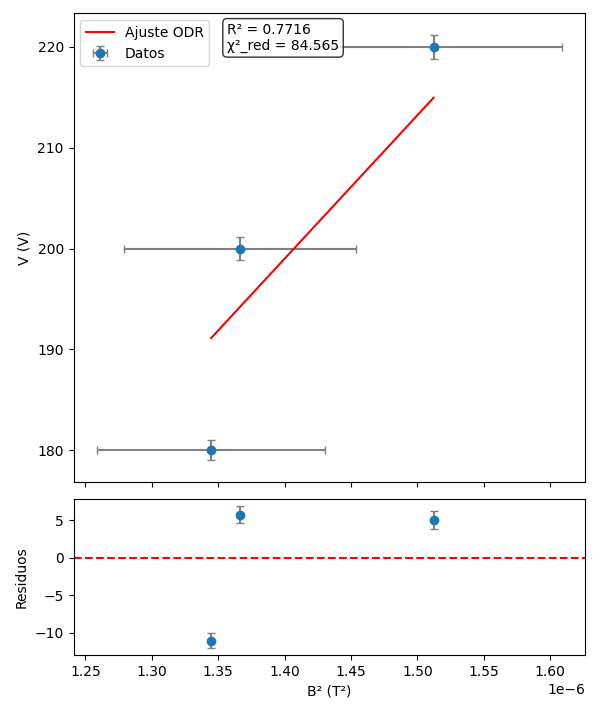 Ajuste ODR
Datos
R² = 0.7716
χ²_red = 84.565
220
210
200
190
180
V (V)
5
0
−5
−10
Residuos
1.25 1.30 1.35 1.40 1.45 1.50 1.55 1.60
1e−6
B² (T²)